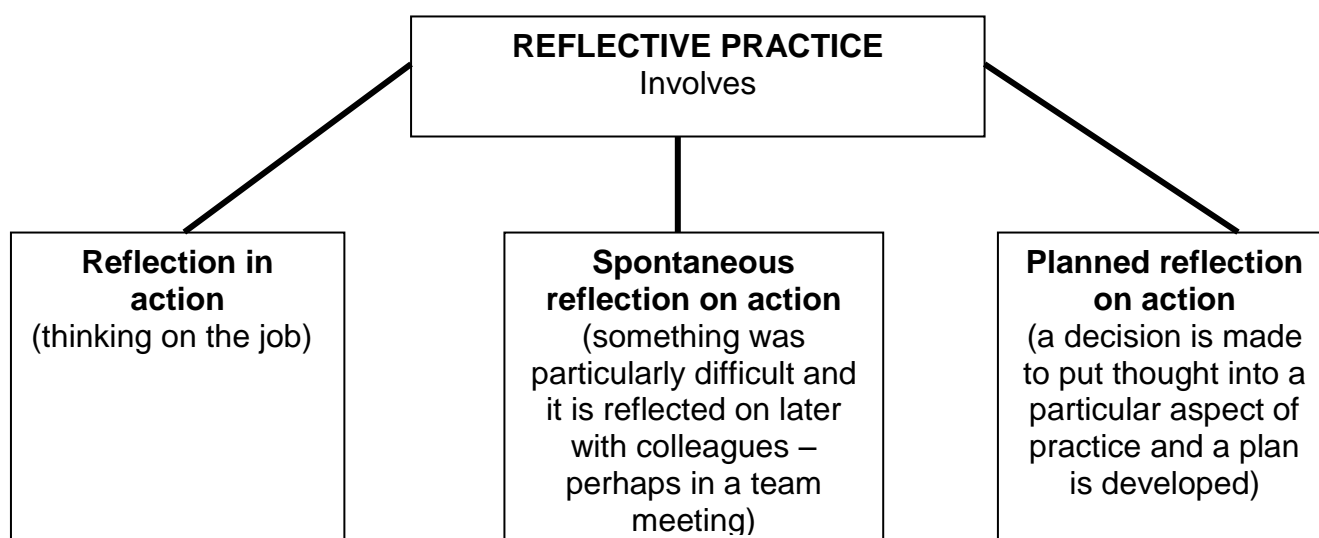 REFLECTIVE PRACTICE
Involves
Reflection in
action
(thinking on the job)
Spontaneous
reflection on action
(something was
particularly difficult and
it is reflected on later
with colleagues –
perhaps in a team
meeting)
Planned reflection
on action
(a decision is made
to put thought into a
particular aspect of
practice and a plan
is developed)